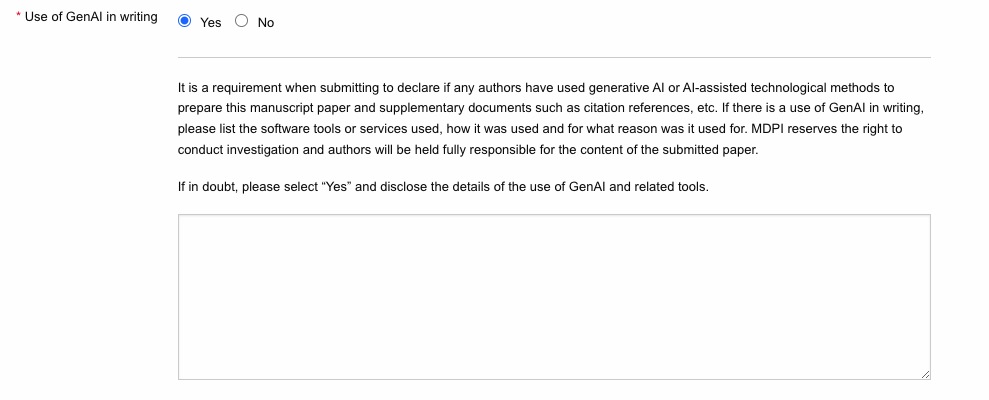 * Use of GenAI in writing
Yes No
It is a requirement when submitting to declare if any authors have used generative AI or AI-assisted technological methods to
prepare this manuscript paper and supplementary documents such as citation references, etc. If there is a use of GenAI in writing,
please list the software tools or services used, how it was used and for what reason was it used for. MDPI reserves the right to
conduct investigation and authors will be held fully responsible for the content of the submitted paper.
If in doubt, please select “Yes” and disclose the details of the use of GenAI and related tools.